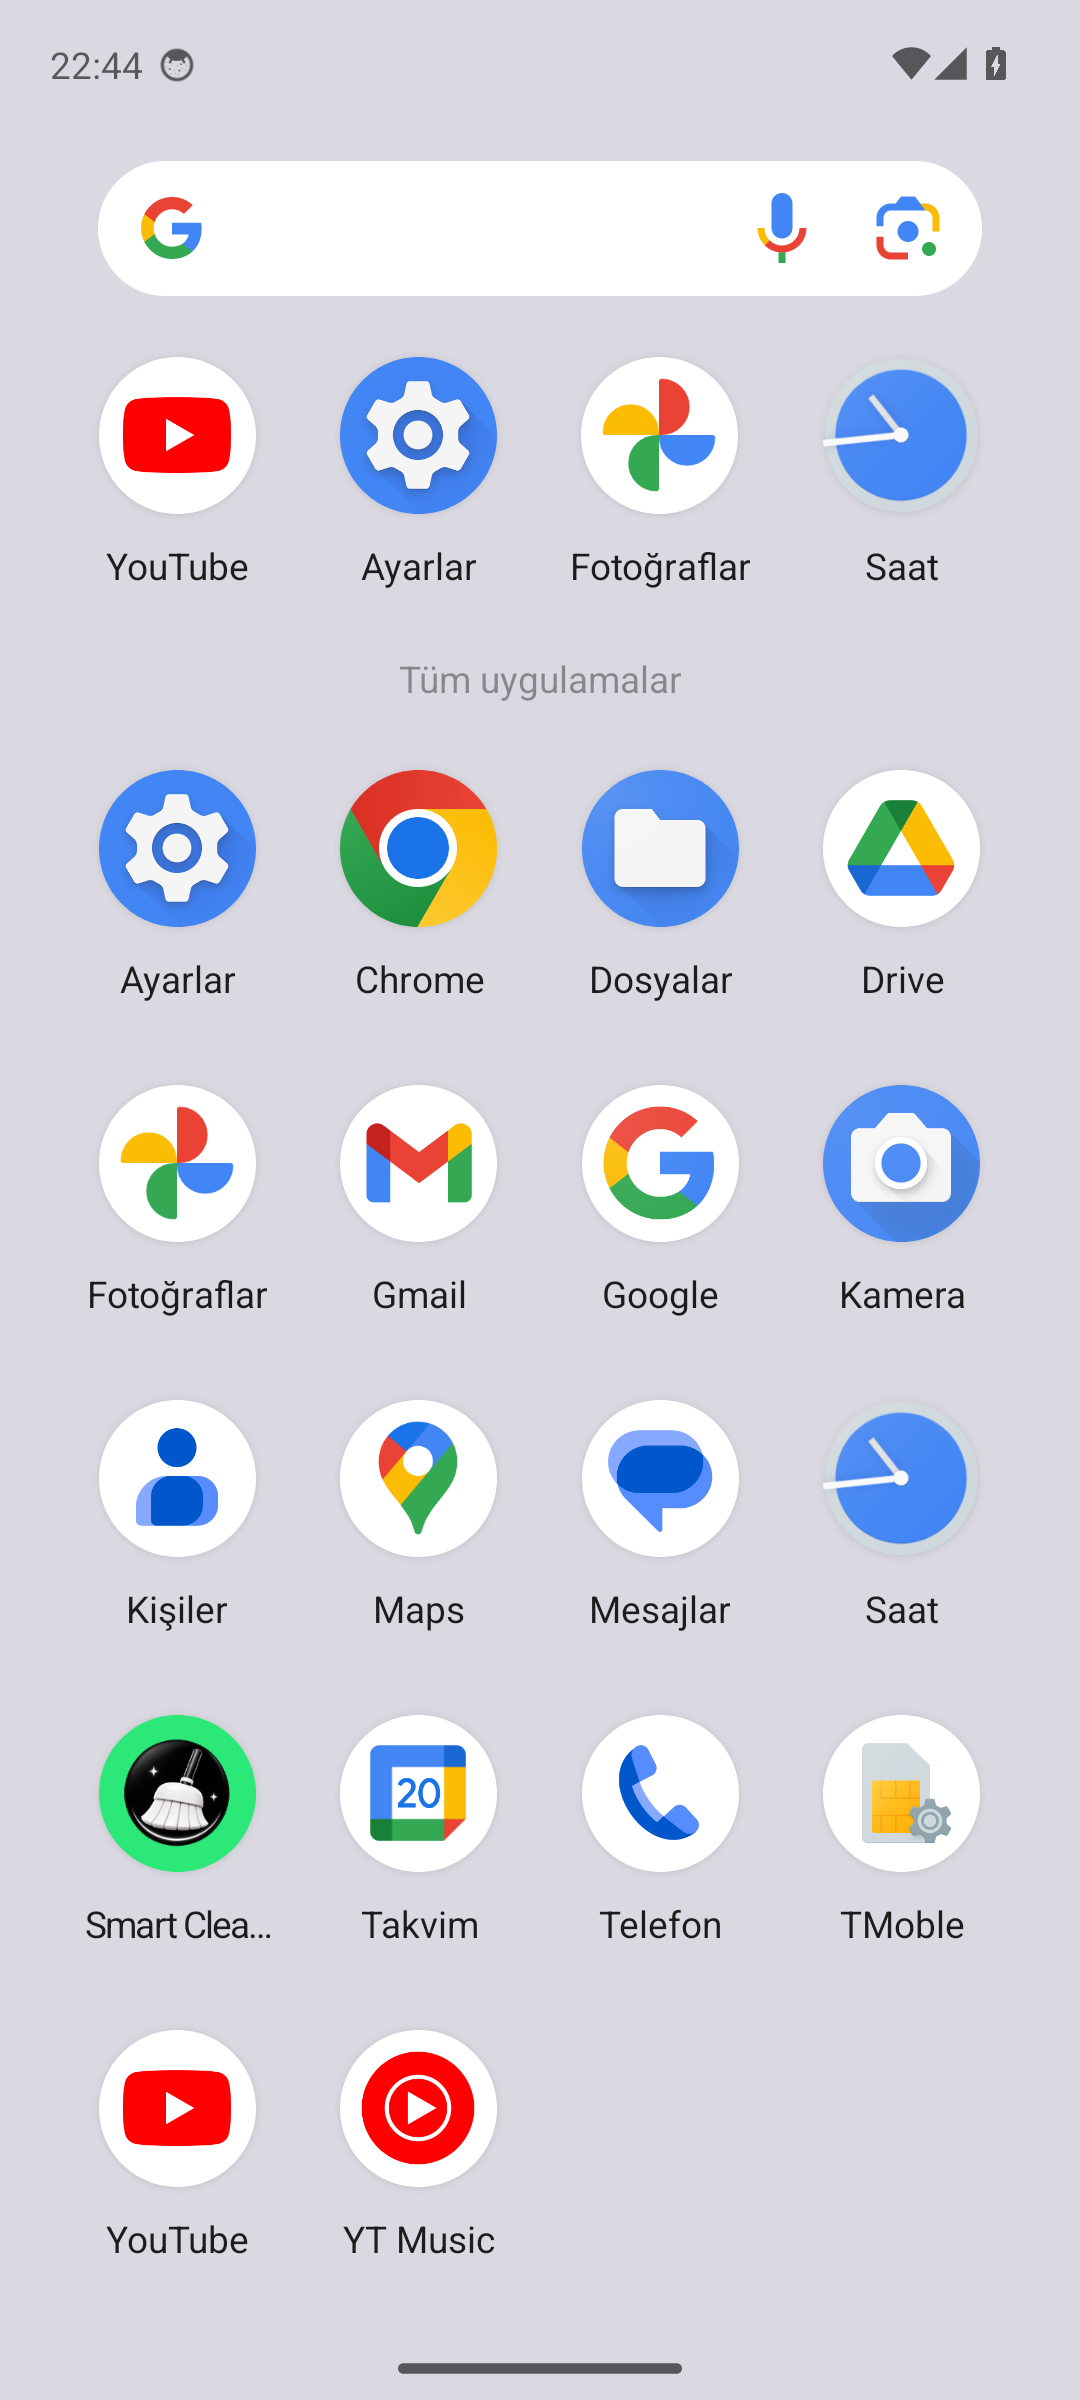 22:44
YouTube Ayarlar Fotoğraflar Saat
Tüm uygulamalar
Ayarlar Chrome Dosyalar Drive
Fotoğraflar Gmail Google Kamera
Kişiler Maps Mesajlar Saat
20
Smart Clea... Takvim Telefon TMoble
YouTube YT Music